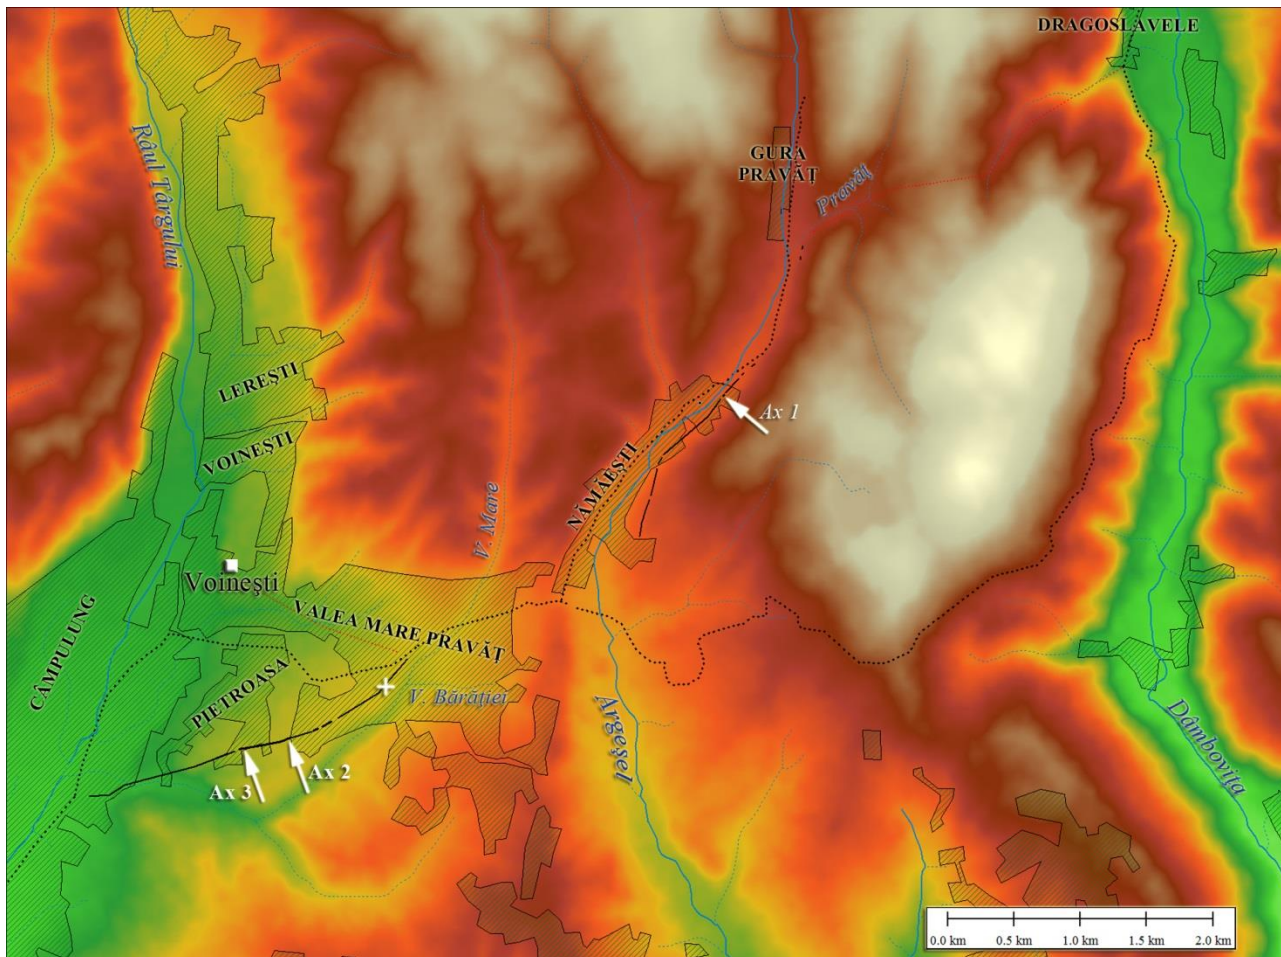 DRAGOSLAVELE
Râul Târgului
GURA
PRAVĂȚ
Pravăț
LEREȘTI
Ax 1
VOINEȘTI
NĂMĂEȘTI
V. Mare
Voinești
CÂMPULUNG
VALEA MARE PRAVĂȚ
PIETROASA
V. Bărăției
Argeșel
Dâmbovița
Ax 2
Ax 3
0.0 km 0.5 km 1.0 km 1.5 km 2.0 km